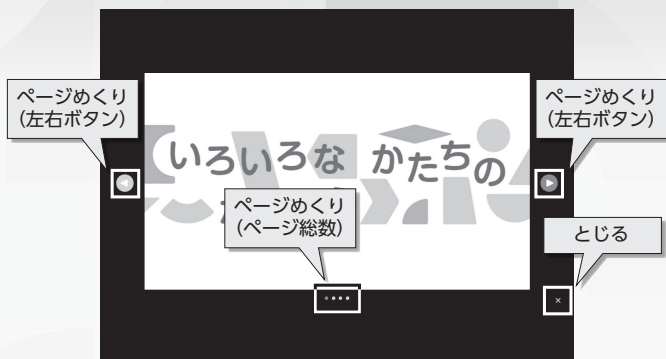 ページめくり
(左右ボタン)
ページめくり
(左右ボタン)
いろいろな かたちの
ページめくり
(ページ総数)
とじる
×